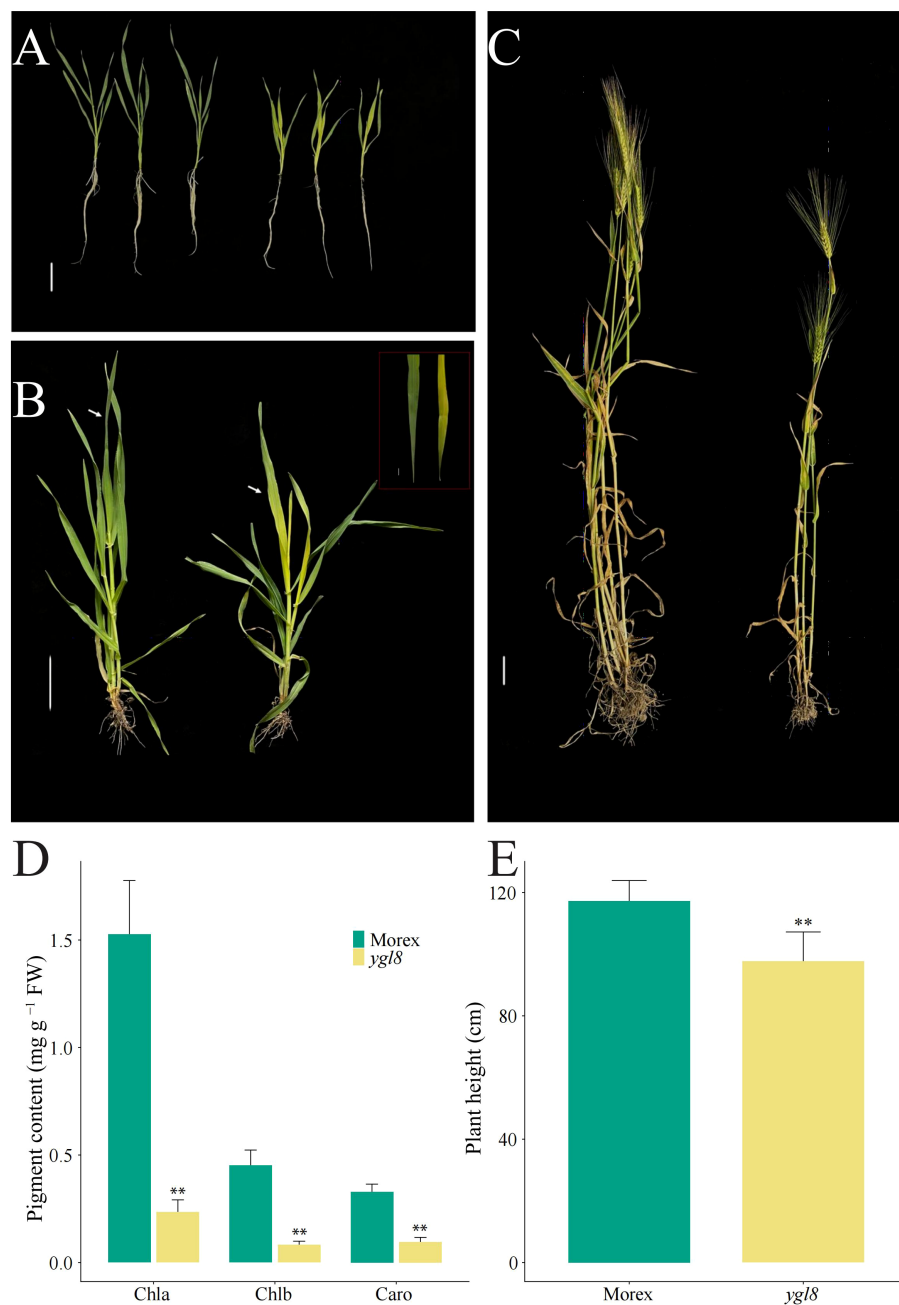 A
C
B
D
Pigment content (mg g ⁻¹ FW)
1.5
1.0
0.5
0.0
Morex
ygl8
**
**
**
Chla Chlb Caro
E
Plant height (cm)
120
80
40
0
**
Morex ygl8